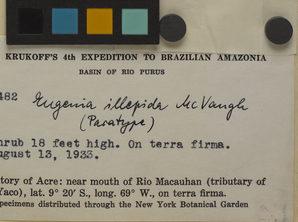 KRUKOFF'S 4th EXPEDITION TO BRAZILIAN AMAZONIA
BASIN OF RIO PURUS
482 Eugenia illepida McVaugh
(Paratype)
hrub 18 feet high. On terra firma.
ugust 13, 1933.
tory of Acre: near mouth of Rio Macauhan (tributary of
Yaco), lat. 9° 20' S., long. 69° W., on terra firma.
pecimens distributed through the New York Botanical Garden